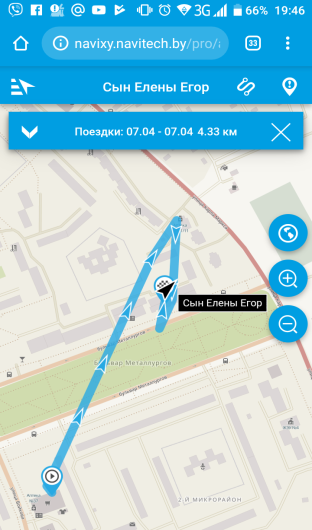 3G 66% 19:46
navixy.navitech.by/pro/a
33
Сын Елены Егор
Поездки: 07.04 - 07.04 4.33 км
Сын Елены Егор
Бульвар Металлургов
Бульвар Металлургов
2-Й МИКРОРАЙОН